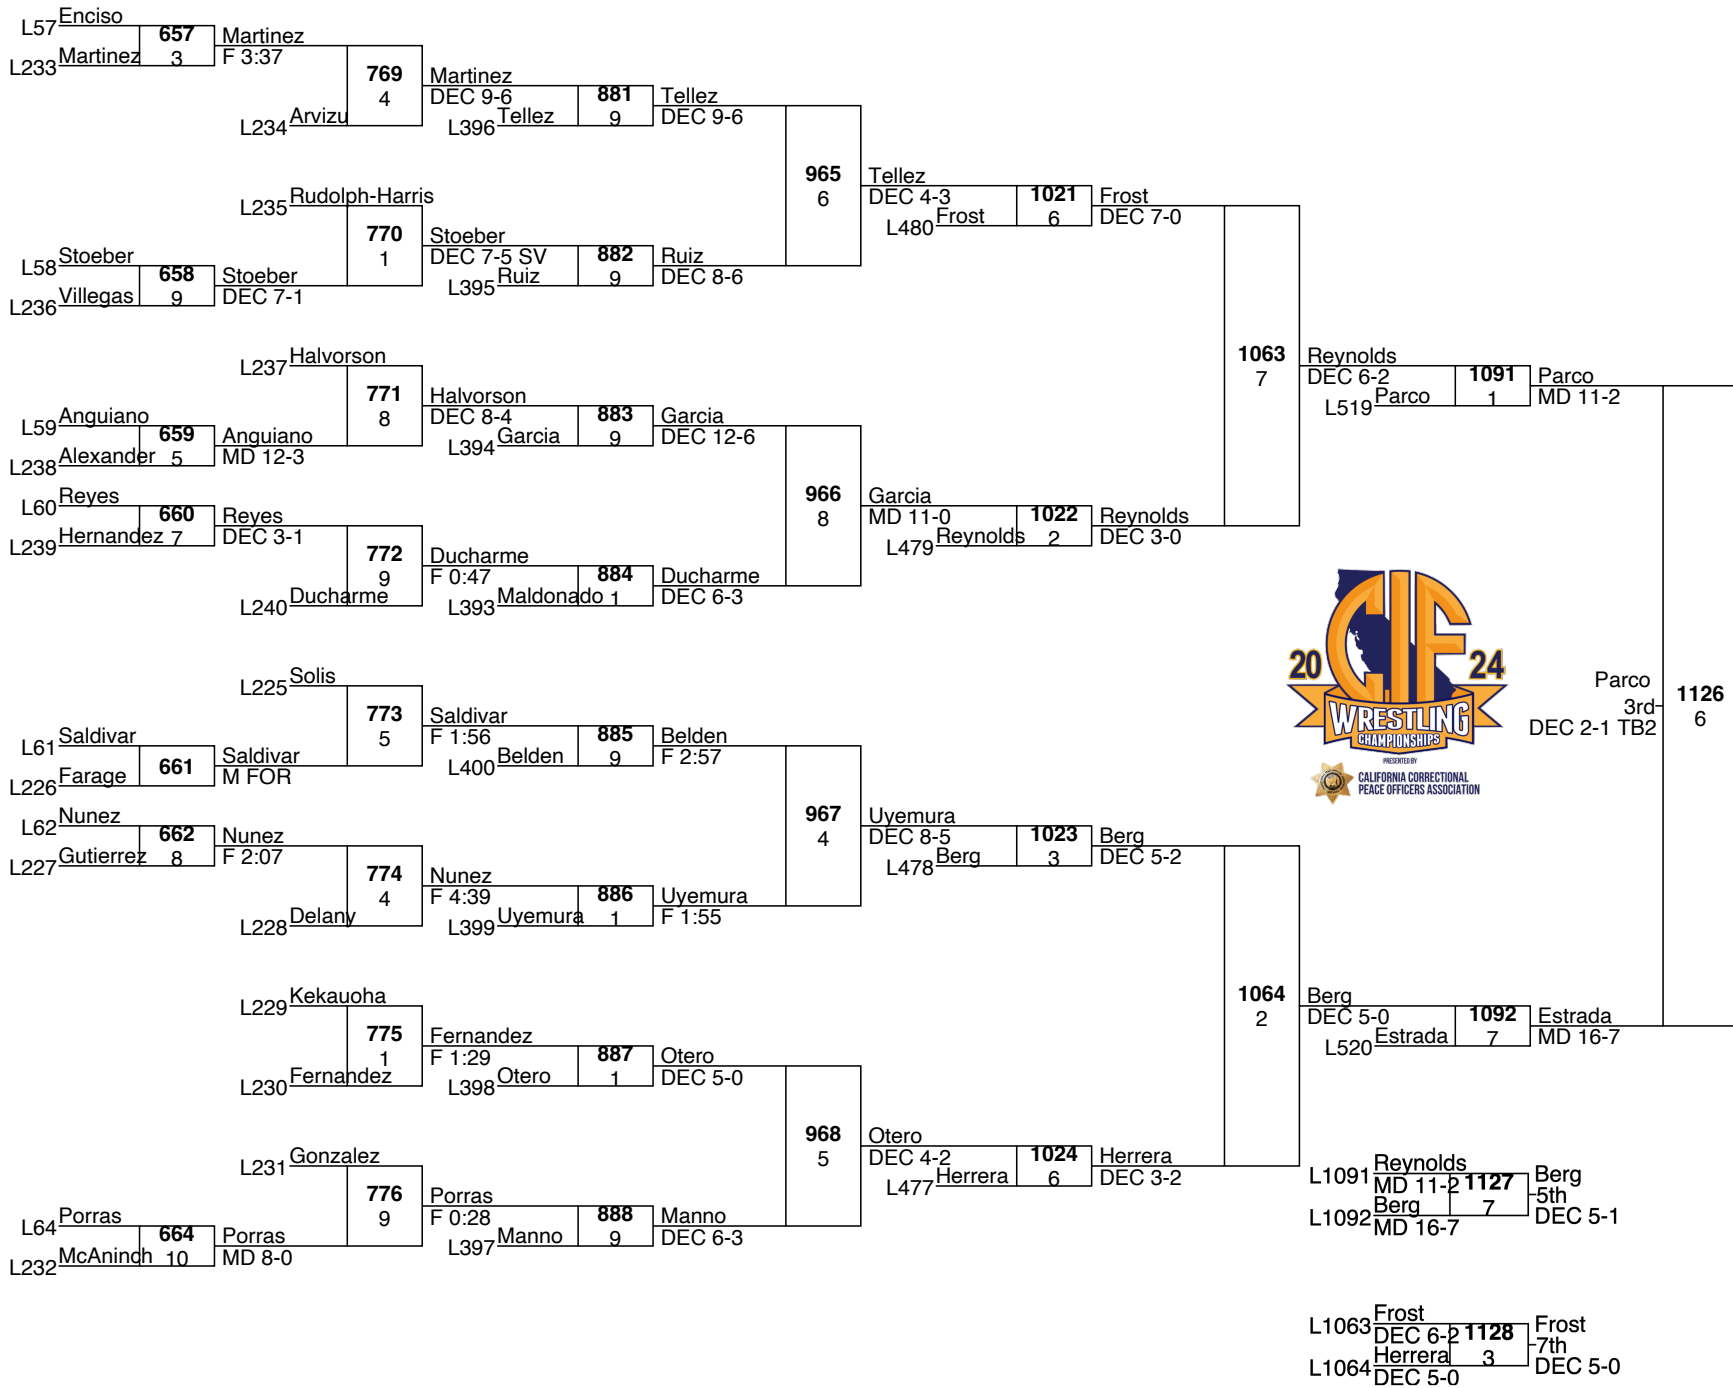 Enciso
L57
657
Martinez
L233
Martinez
3
F 3:37
769
4
Martinez
DEC 9-6
L234
Arvizu
L396
Tellez
881
9
Tellez
DEC 9-6
965
6
Tellez
DEC 4-3
L235
Rudolph-Harris
L480
Frost
1021
6
Frost
DEC 7-0
770
1
Stoeber
DEC 7-5 SV
L58
Stoeber
658
9
Stoeber
DEC 7-1
L236
Villegas
L395
Ruiz
882
9
Ruiz
DEC 8-6
L237
Halvorson
771
8
Halvorson
DEC 8-4
L59
Anguiano
659
5
Anguiano
MD 12-3
L238
Alexander
L394
Garcia
883
9
Garcia
DEC 12-6
1063
7
Reynolds
DEC 6-2
L519
Parco
1091
1
Parco
MD 11-2
L60
Reyes
660
7
Reyes
DEC 3-1
L239
Hernandez
966
8
Garcia
MD 11-0
L479
Reynolds
1022
2
Reynolds
DEC 3-0
772
9
Ducharme
F 0:47
L240
Ducharme
L393
Maldonado
884
1
Ducharme
DEC 6-3
20 CIF 24
WRESTLING
CHAMPIONSHIPS
PRESENTED BY
CALIFORNIA CORRECTIONAL
PEACE OFFICERS ASSOCIATION
Parco
3rd
DEC 2-1 TB2
1126
6
L225
Solis
773
5
Saldivar
F 1:56
L61
Saldivar
661
Saldivar
M FOR
L226
Farage
L400
Belden
885
9
Belden
F 2:57
L62
Nunez
662
8
Nunez
F 2:07
L227
Gutierrez
967
4
Uyemura
DEC 8-5
L478
Berg
1023
3
Berg
DEC 5-2
774
4
Nunez
F 4:39
L228
Delany
L399
Uyemura
886
1
Uyemura
F 1:55
L229
Kekauoha
775
1
Fernandez
F 1:29
L230
Fernandez
L398
Otero
887
1
Otero
DEC 5-0
1064
2
Berg
DEC 5-0
L520
Estrada
1092
7
Estrada
MD 16-7
968
5
Otero
DEC 4-2
L477
Herrera
1024
6
Herrera
DEC 3-2
L231
Gonzalez
776
9
Porras
F 0:28
L64
Porras
664
10
Porras
MD 8-0
L232
McAninch
L397
Manno
888
9
Manno
DEC 6-3
L1091
Reynolds
MD 11-2
1127
7
L1092
Berg
MD 16-7
Berg
5th
DEC 5-1
L1063
Frost
DEC 6-2
1128
3
L1064
Herrera
DEC 5-0
Frost
7th
DEC 5-0